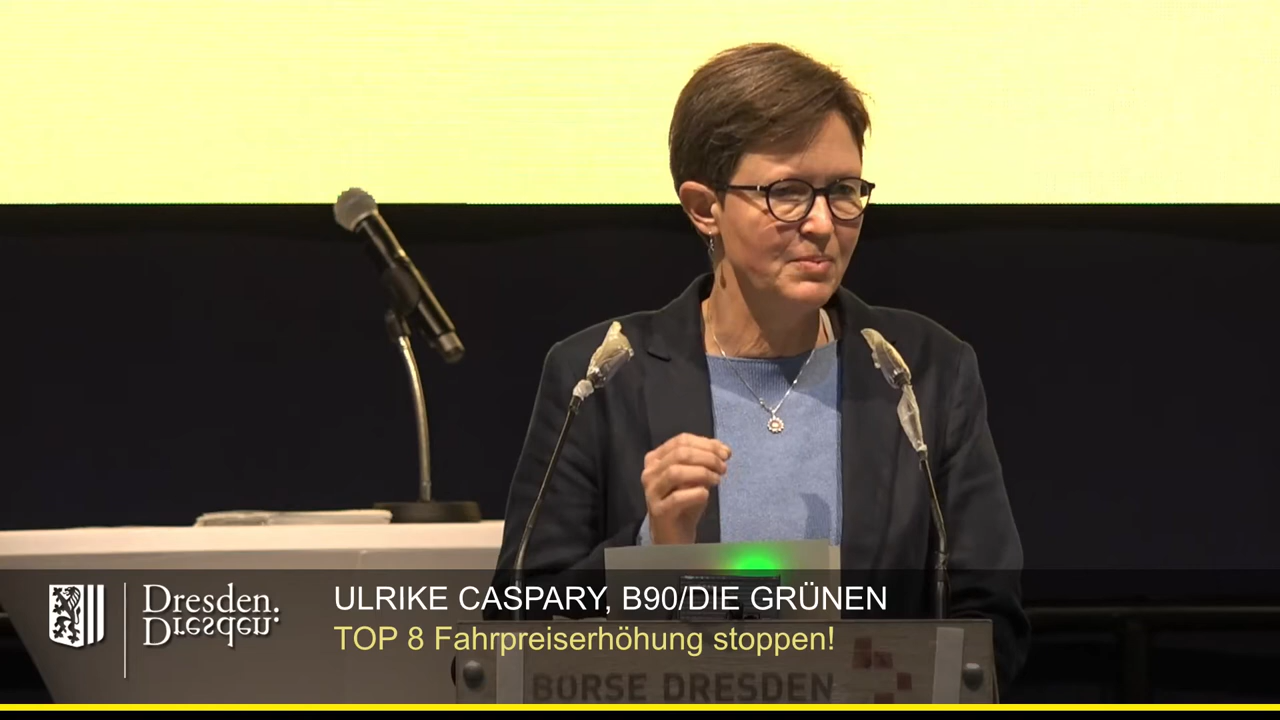 Dresden.
Dresden.
ULRIKE CASPARY, B90/DIE GRÜNEN
TOP 8 Fahrpreiserhöhung stoppen!
BÖRSE DRESDEN